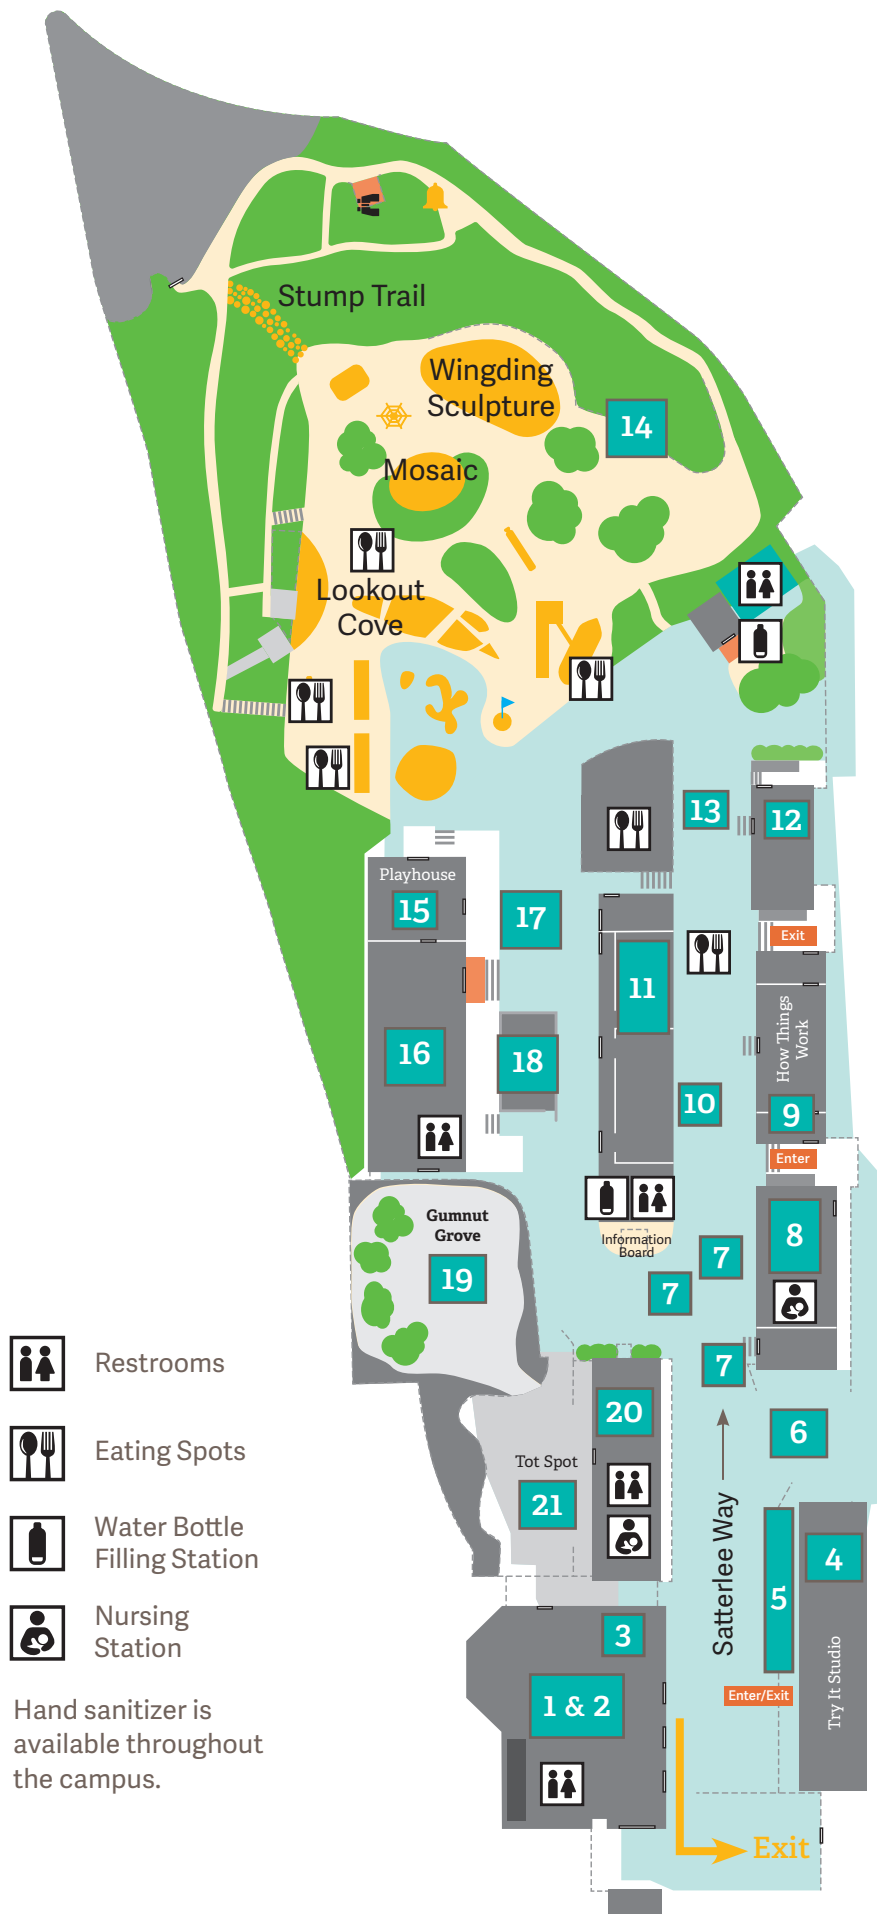 Stump Trail
Wingding
Sculpture
14
Mosaic
Lookout
Cove
13
12
Playhouse
15
17
Exit
11
How Things
Work
16
18
10
9
Enter
Information
Board
Gumnut
Grove
19
8
7
7
7
20
6
Tot Spot
21
Satterlee Way
5
4
Try It Studio
3
1 & 2
Enter/Exit
Exit
Restrooms
Eating Spots
Water Bottle
Filling Station
Nursing
Station
Hand sanitizer is
available throughout
the campus.